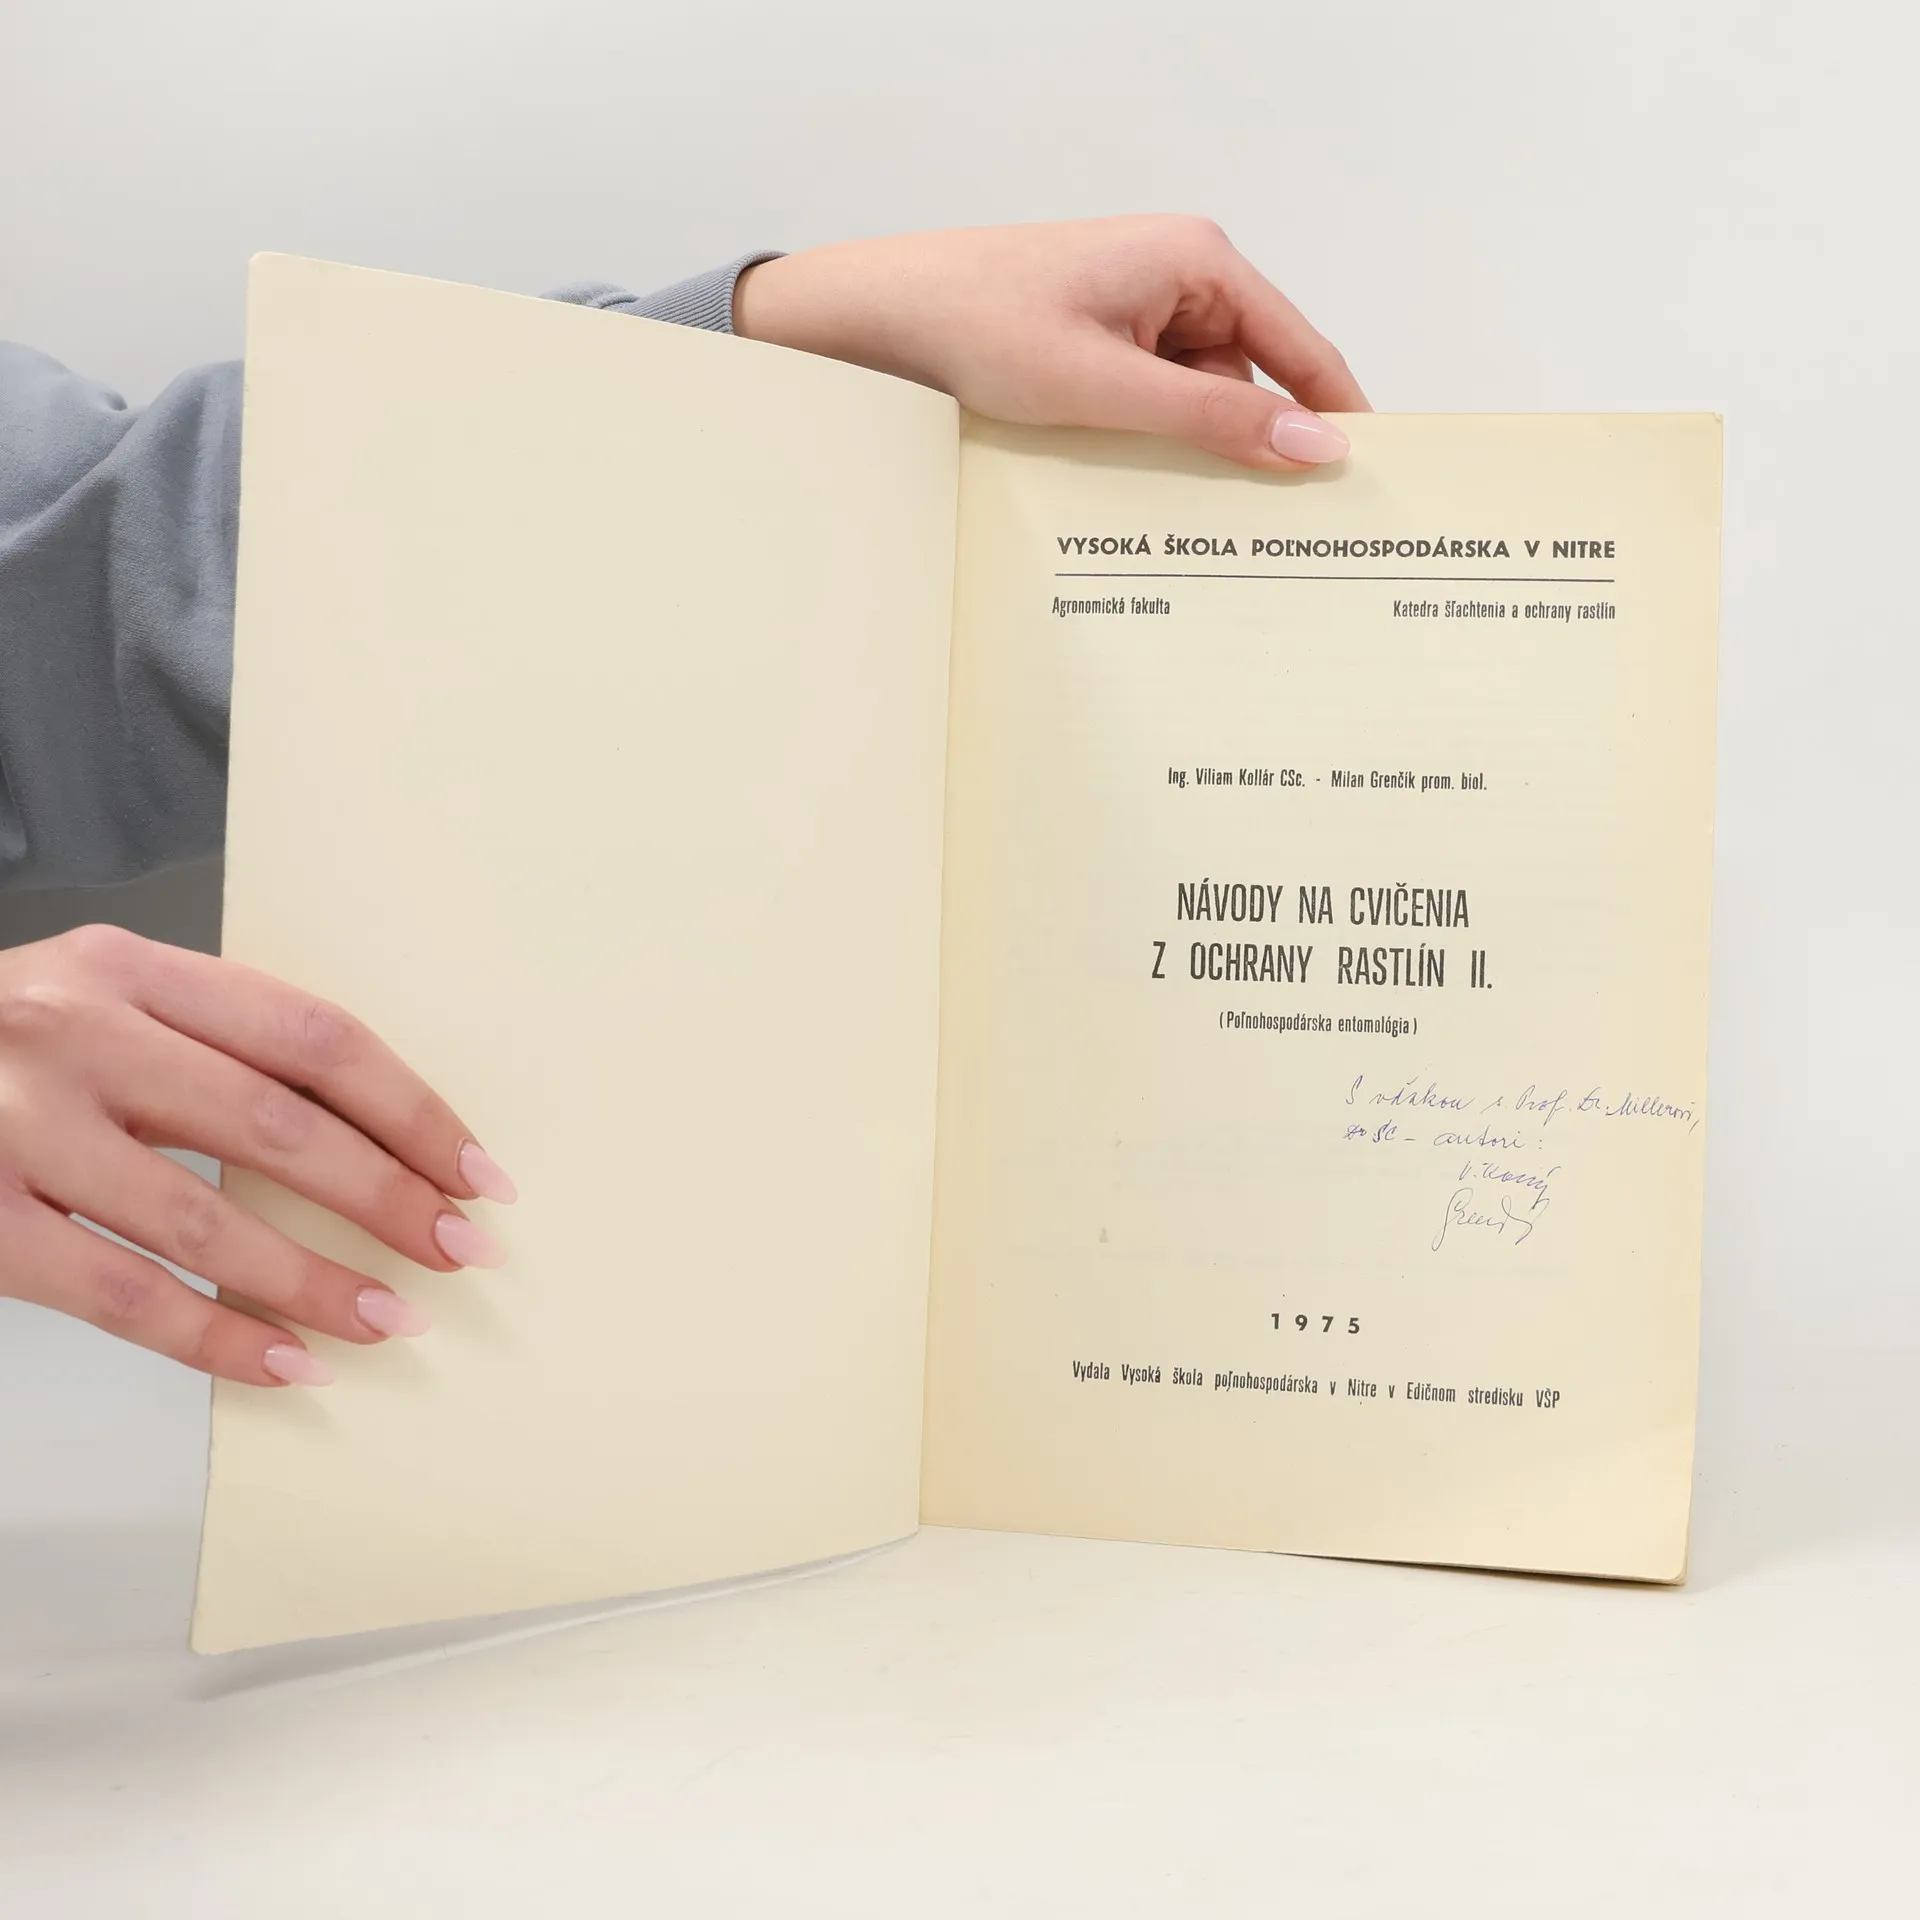 VYSOKÁ ŠKOLA POĽNOHOSPODÁRSKA V NITRE
Agronomická fakulta Katedra šľachtenia a ochrany rastlín
Ing. Viliam Kollár CSc. - Milan Grenčík prom. biol.
NÁVODY NA CVIČENIA
Z OCHRANY RASTLÍN II.
(Poľnohospodárska entomológia)
S vďakou s. Prof. Dr. Millerovi,
DrSc - autori:
1975
Vydala Vysoká škola poľnohospodárska v Nitre v Edičnom stredisku VŠP